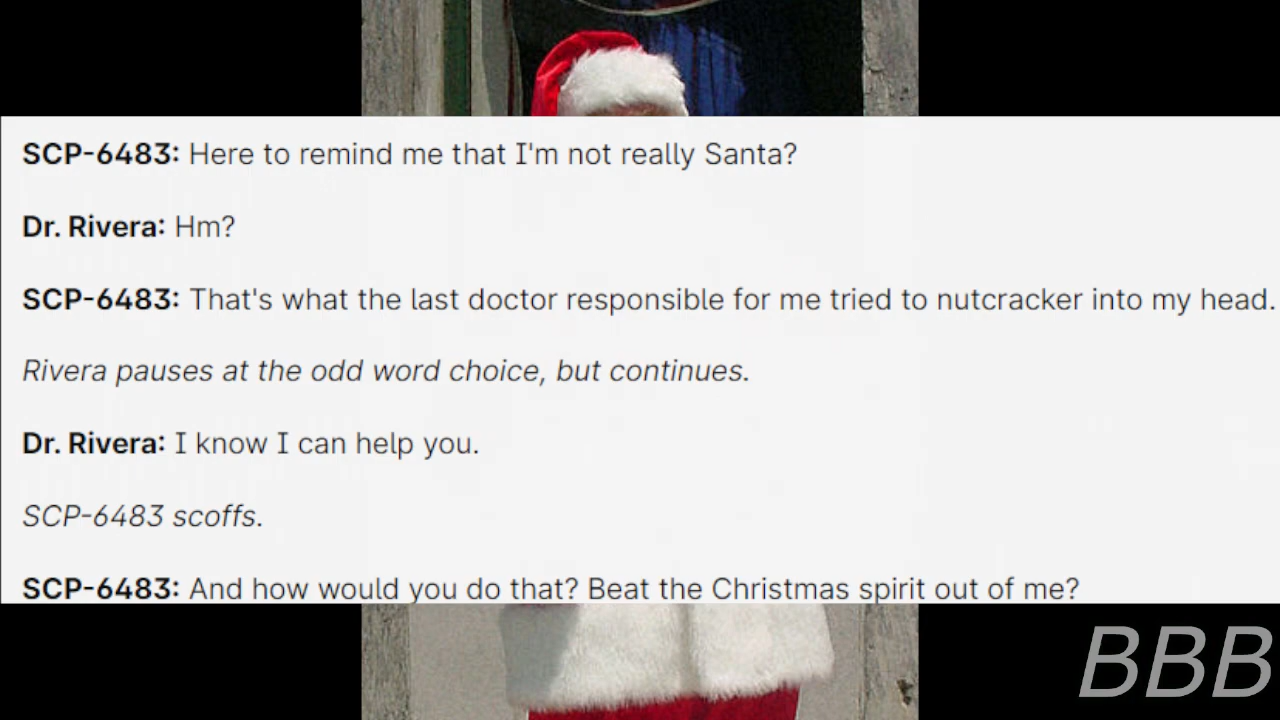 SCP-6483: Here to remind me that I'm not really Santa?
Dr. Rivera: Hm?
SCP-6483: That's what the last doctor responsible for me tried to nutcracker into my head.
Rivera pauses at the odd word choice, but continues.
Dr. Rivera: I know I can help you.
SCP-6483 scoffs.
SCP-6483: And how would you do that? Beat the Christmas spirit out of me?
BBB